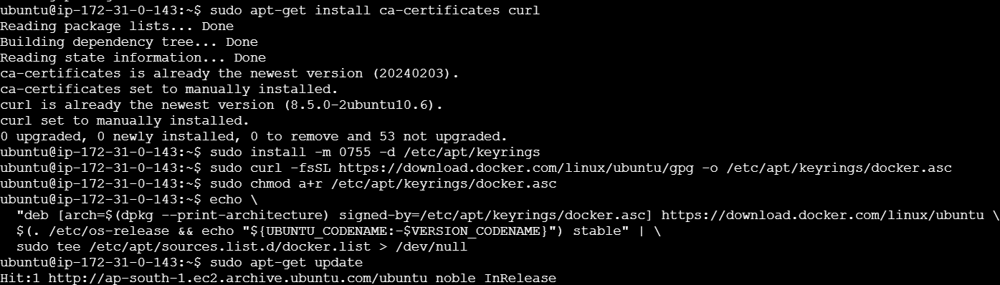 ubuntu@ip-172-31-0-143:~$ sudo apt-get install ca-certificates curl
Reading package lists... Done
Building dependency tree... Done
Reading state information... Done
ca-certificates is already the newest version (20240203).
ca-certificates set to manually installed.
curl is already the newest version (8.5.0-2ubuntu10.6).
curl set to manually installed.
0 upgraded, 0 newly installed, 0 to remove and 53 not upgraded.
ubuntu@ip-172-31-0-143:~$ sudo install -m 0755 -d /etc/apt/keyrings
ubuntu@ip-172-31-0-143:~$ sudo curl -fsSL https://download.docker.com/linux/ubuntu/gpg -o /etc/apt/keyrings/docker.asc
ubuntu@ip-172-31-0-143:~$ sudo chmod a+r /etc/apt/keyrings/docker.asc
ubuntu@ip-172-31-0-143:~$ echo \
  "deb [arch=$(dpkg --print-architecture) signed-by=/etc/apt/keyrings/docker.asc] https://download.docker.com/linux/ubuntu \
  $(. /etc/os-release && echo "${UBUNTU_CODENAME:-$VERSION_CODENAME}") stable" | \
  sudo tee /etc/apt/sources.list.d/docker.list > /dev/null
ubuntu@ip-172-31-0-143:~$ sudo apt-get update
Hit:1 http://ap-south-1.ec2.archive.ubuntu.com/ubuntu noble InRelease